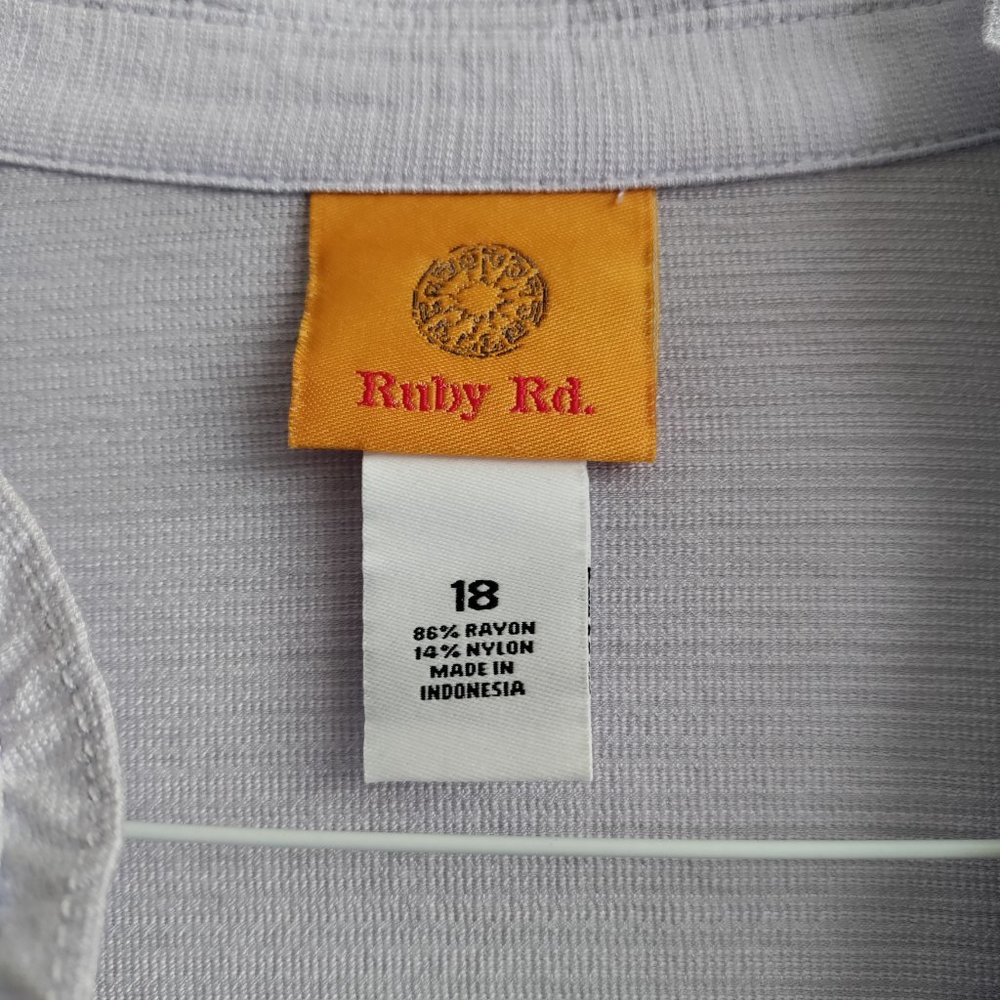 Ruby Rd.
18
86% RAYON
14% NYLON
MADE IN
INDONESIA